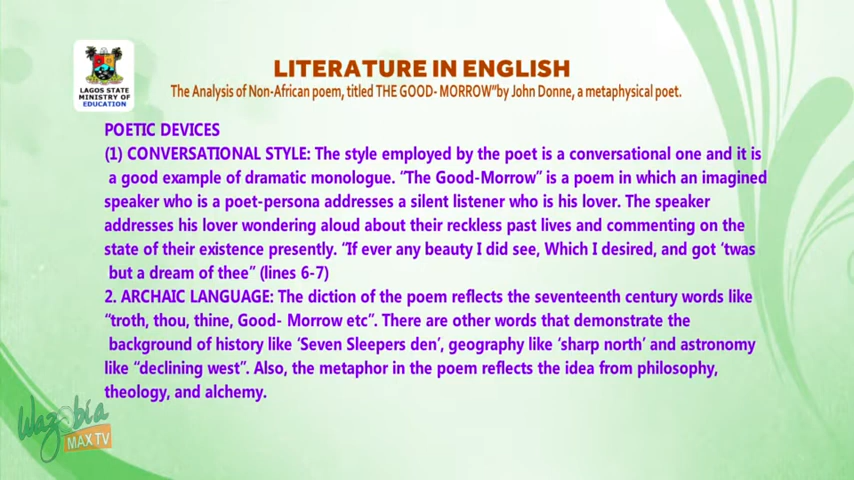 LITERATURE IN ENGLISH
The Analysis of Non-African poem, titled THE GOOD- MORROW"by John Donne, a metaphysical poet.
LAGOS STATE
MINISTRY OF
EDUCATION
POETIC DEVICES
(1) CONVERSATIONAL STYLE: The style employed by the poet is a conversational one and it is
a good example of dramatic monologue. “The Good-Morrow” is a poem in which an imagined
speaker who is a poet-persona addresses a silent listener who is his lover. The speaker
addresses his lover wondering aloud about their reckless past lives and commenting on the
state of their existence presently. “If ever any beauty I did see, Which I desired, and got ‘twas
but a dream of thee” (lines 6-7)
2. ARCHAIC LANGUAGE: The diction of the poem reflects the seventeenth century words like
“troth, thou, thine, Good- Morrow etc”. There are other words that demonstrate the
background of history like ‘Seven Sleepers den’, geography like ‘sharp north’ and astronomy
like “declining west”. Also, the metaphor in the poem reflects the idea from philosophy,
theology, and alchemy.
Wazobia
MAX TV